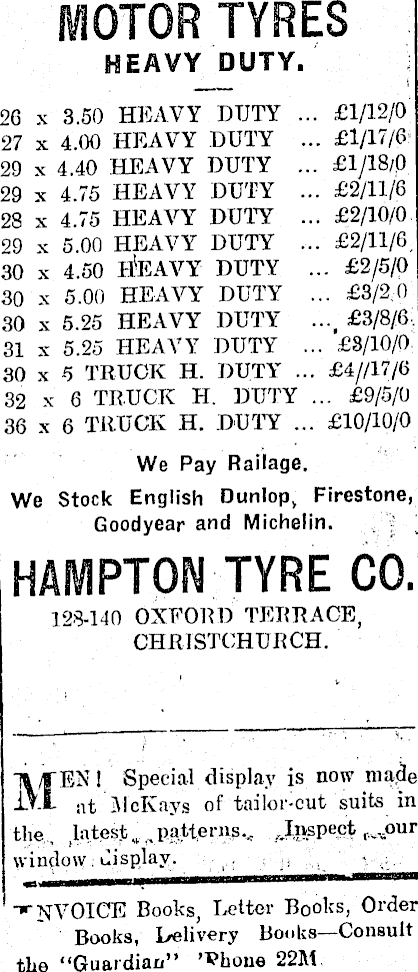 MOTOR TYRES
HEAVY DUTY.
26 x 3.50 HEAVY DUTY ... £1/12/0
27 x 4.00 HEAVY DUTY ... £1/17/6
29 x 4.40 HEAVY DUTY ... £1/18/0
29 x 4.75 HEAVY DUTY ... £2/11/6
28 x 4.75 HEAVY DUTY ... £2/10/0
29 x 5.00 HEAVY DUTY ... £2/11/6
30 x 4.50 HEAVY DUTY ... £2/5/0
30 x 5.00 HEAVY DUTY ... £3/2 0
30 x 5.25 HEAVY DUTY ... £3/8/6
31 x 5.25 HEAVY DUTY ... £3/10/0
30 x 5 TRUCK H. DUTY ... £4//17/6
32 x 6 TRUCK H. DUTY ... £9/5/0
36 x 6 TRUCK H. DUTY ... £10/10/0
We Pay Railage.
We Stock English Dunlop, Firestone,
Goodyear and Michelin.
HAMPTON TYRE CO.
128-140 OXFORD TERRACE,
CHRISTCHURCH.
MEN! Special display is now made
at McKays of tailor-cut suits in
the latest patterns. Inspect our
window display.
INVOICE Books, Letter Books, Order
Books, Delivery Books—Consult
the "Guardian" 'Phone 22M